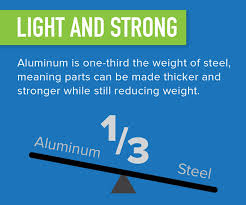 LIGHT AND STRONG
Aluminum is one-third the weight of steel,
meaning parts can be made thicker and
stronger while still reducing weight.
1/3
Aluminum
Steel